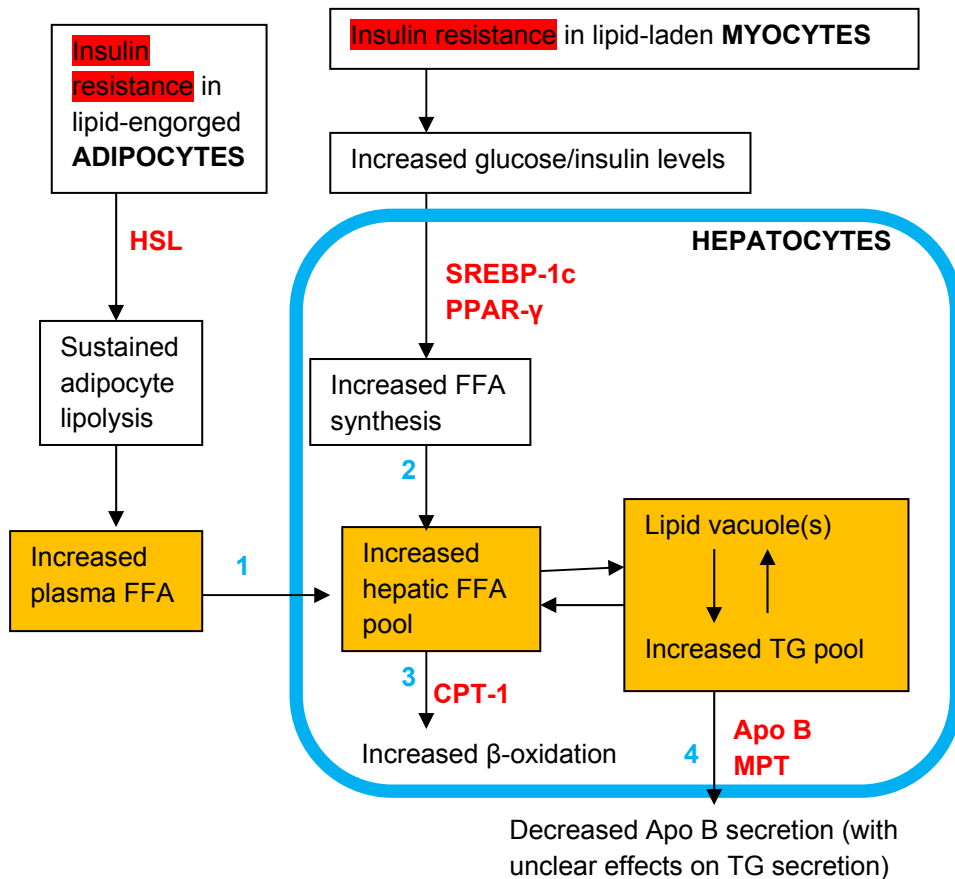 Insulin
resistance in
lipid-engorged
ADIPOCYTES
Insulin resistance in lipid-laden MYOCYTES
Increased glucose/insulin levels
HSL
HEPATOCYTES
SREBP-1c
PPAR-γ
Sustained
adipocyte
lipolysis
Increased FFA
synthesis
2
Increased
plasma FFA
1
Increased
hepatic FFA
pool
Lipid vacuole(s)
Increased TG pool
3
CPT-1
Increased β-oxidation
4
Apo B
MPT
Decreased Apo B secretion (with
unclear effects on TG secretion)